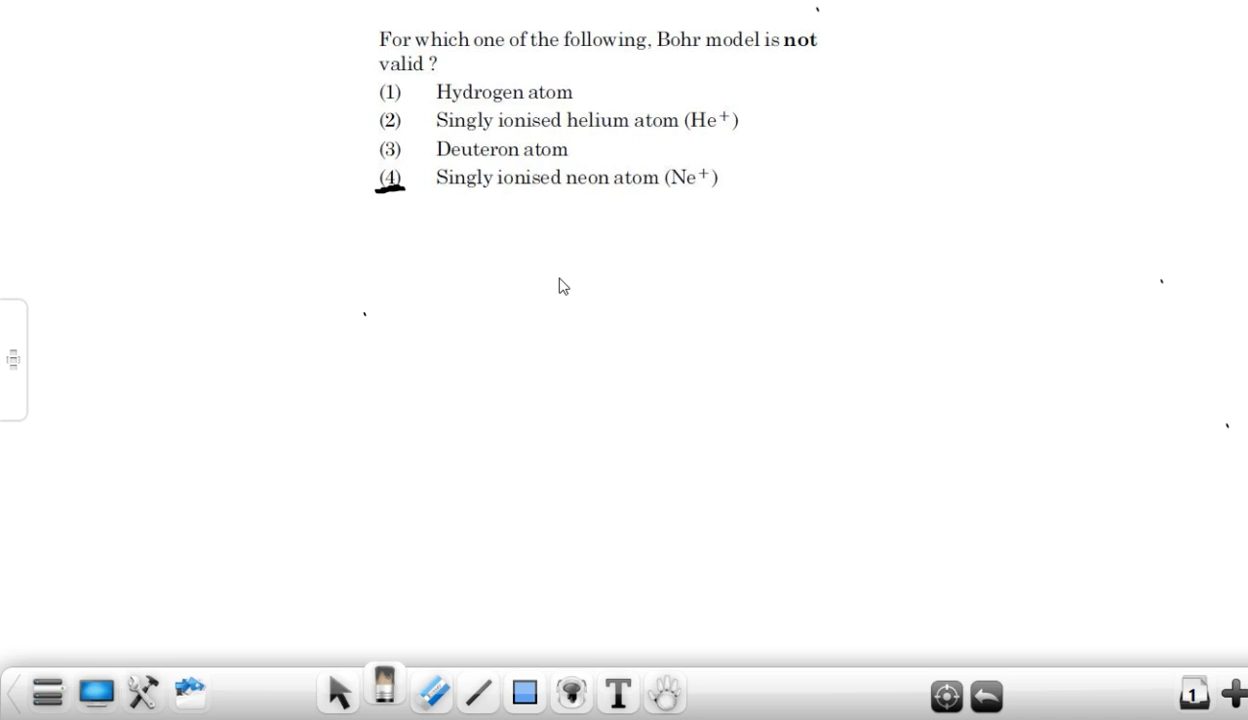 For which one of the following, Bohr model is not
valid ?
(1) Hydrogen atom
(2) Singly ionised helium atom (He+)
(3) Deuteron atom
(4) Singly ionised neon atom (Ne+)
1